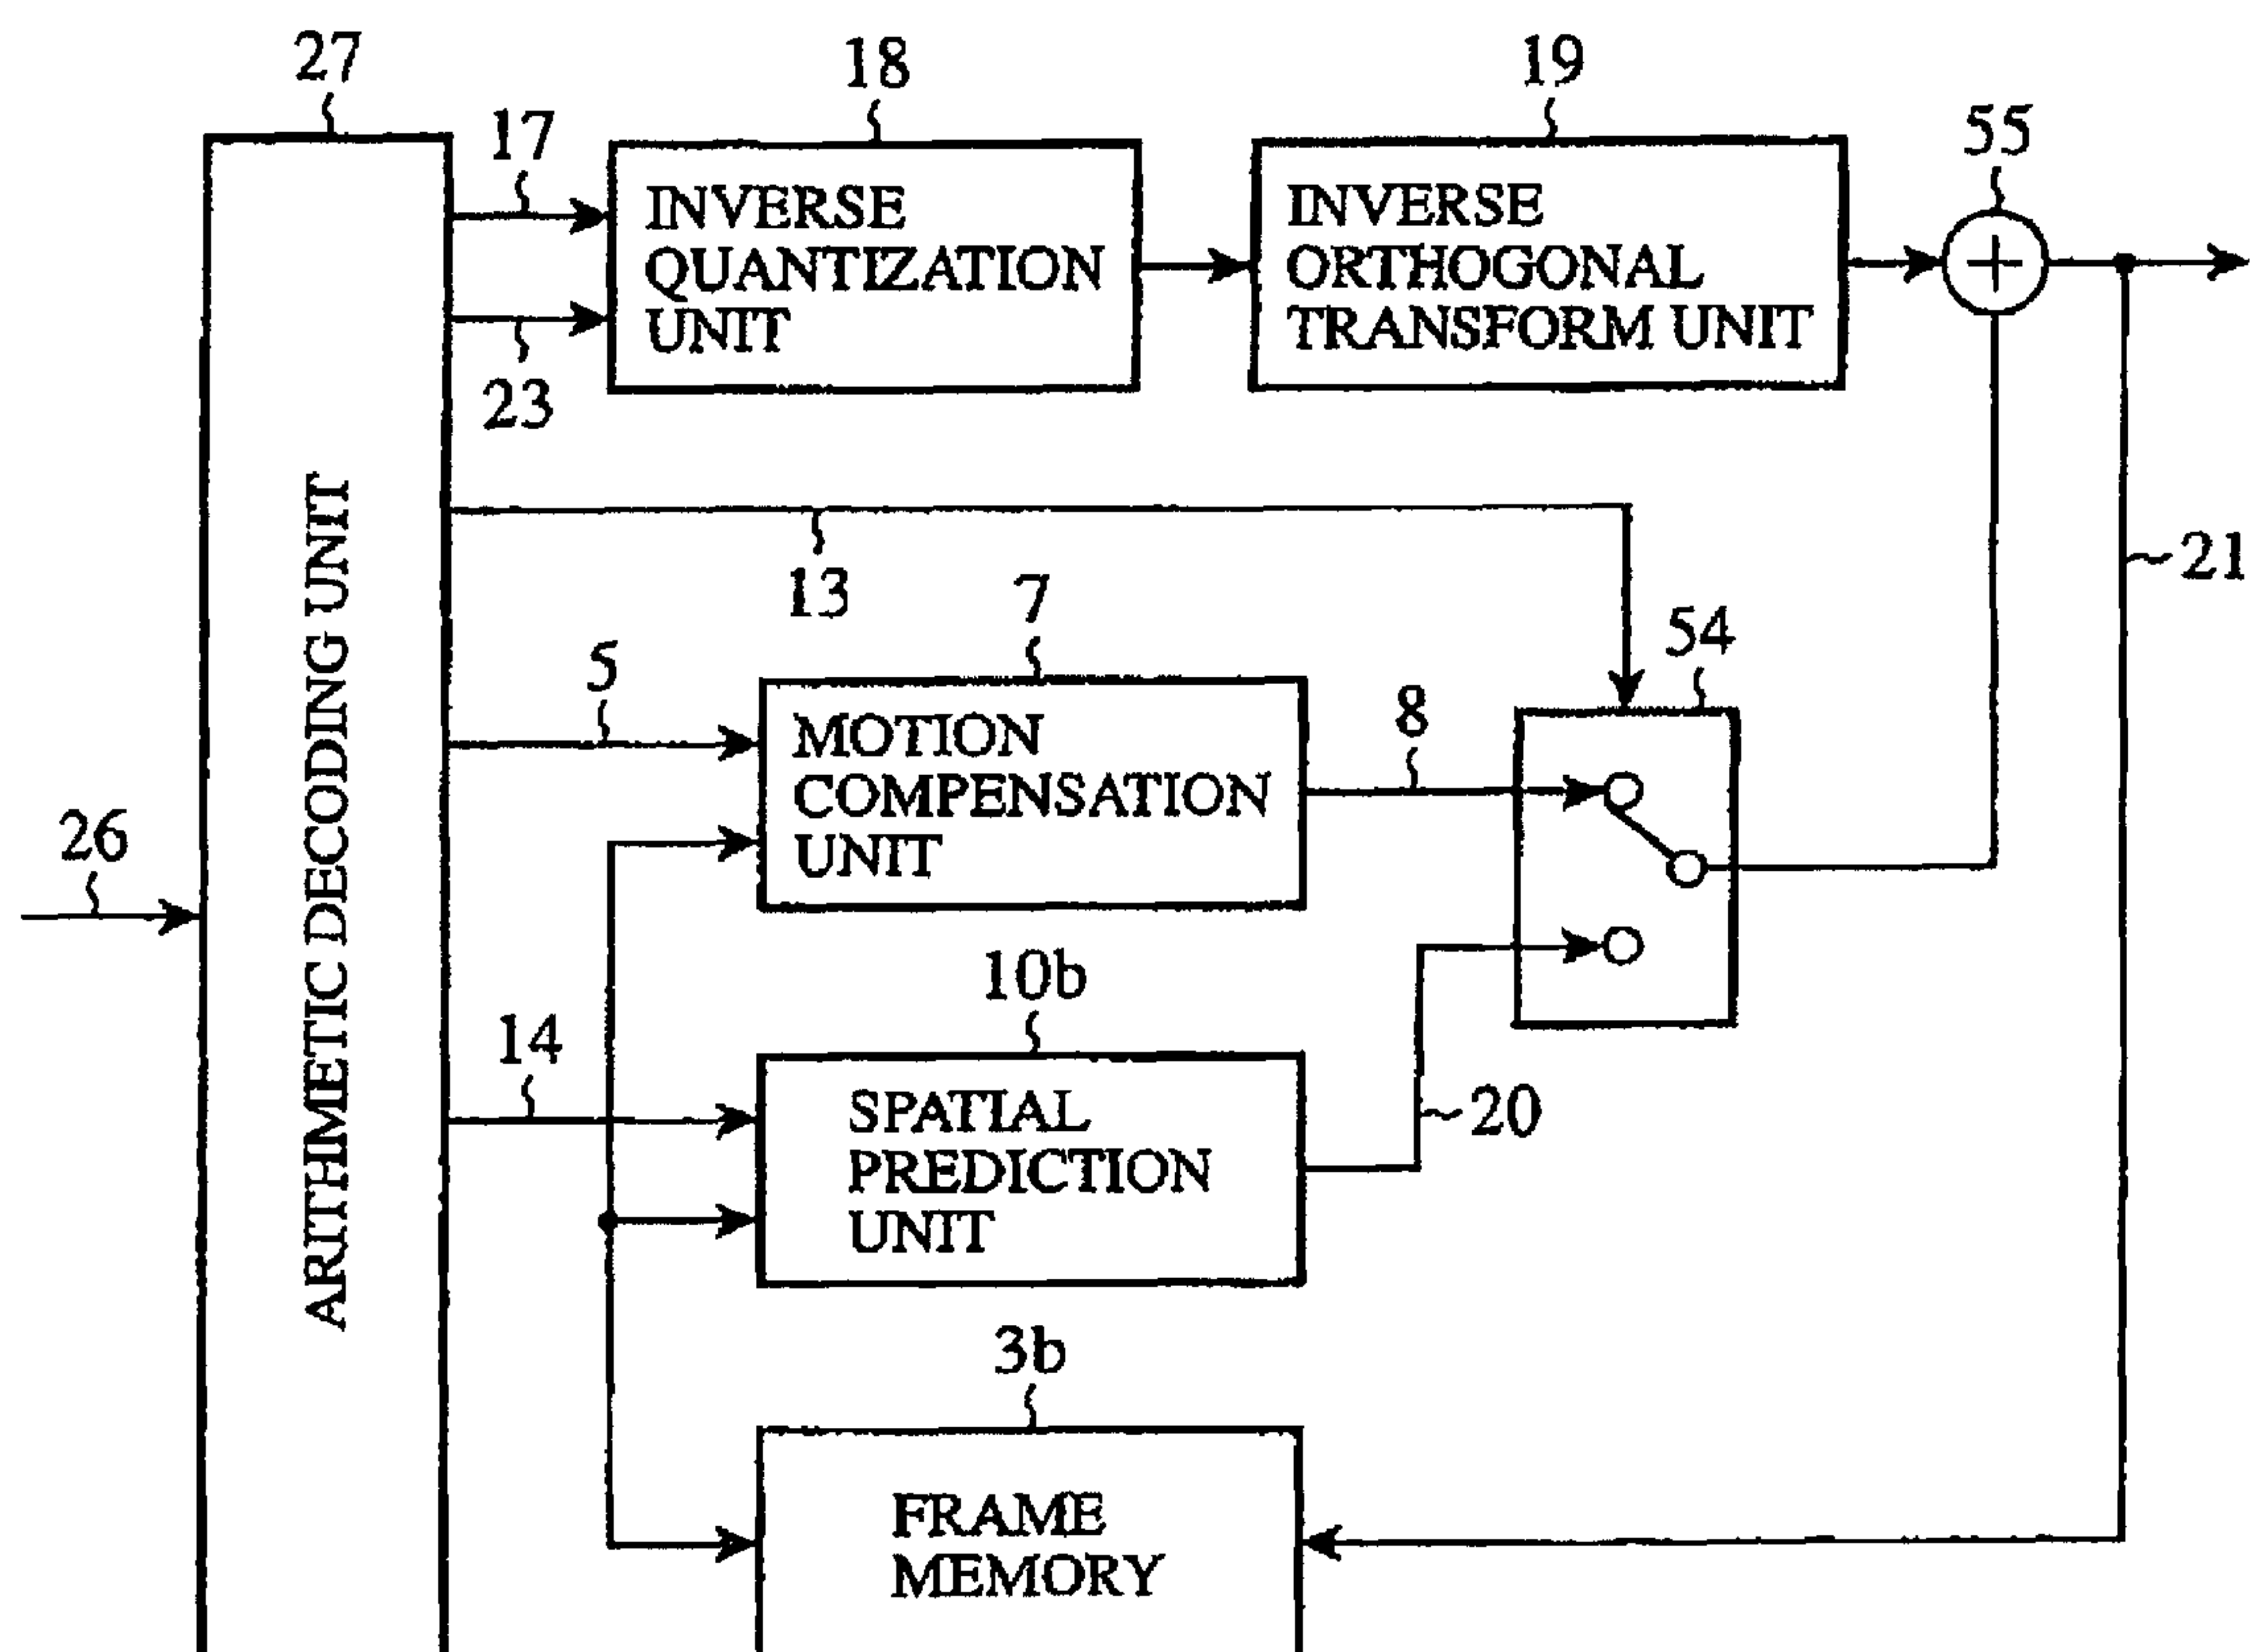 27
18
19
55
17
INVERSE
QUANTIZATION
UNIT
INVERSE
ORTHOGONAL
TRANSFORM UNIT
23
ARITHMETIC DECODING UNIT
13
21
7
54
5
8
MOTION
COMPENSATION
UNIT
26
10b
14
SPATIAL
PREDICTION
UNIT
20
3b
FRAME
MEMORY